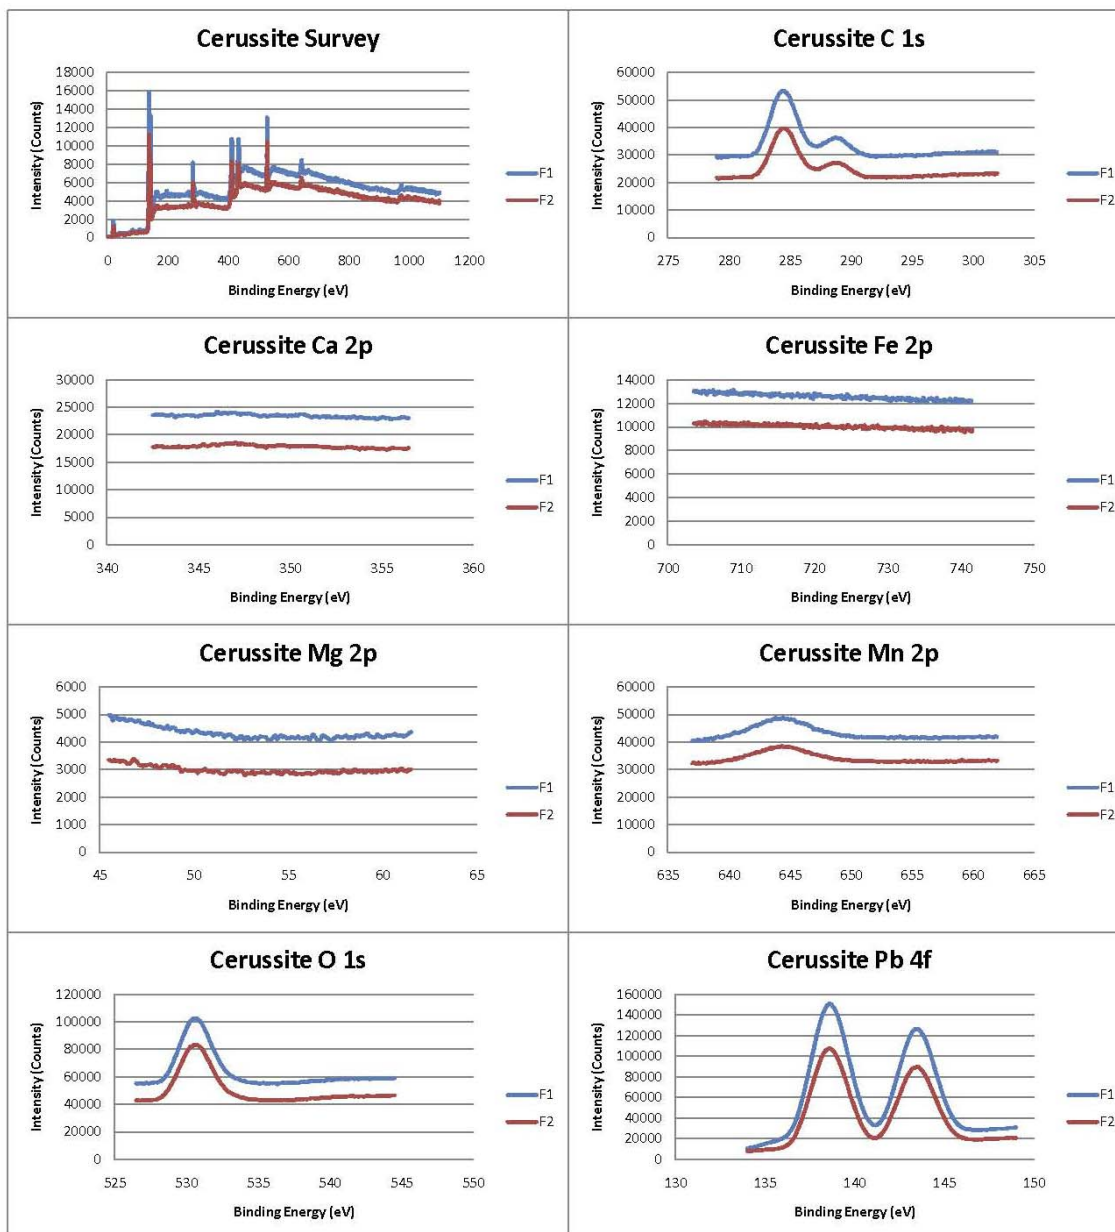 Cerussite Survey
Intensity (Counts)
18000
16000
14000
12000
10000
8000
6000
4000
2000
0
0 200 400 600 800 1000 1200
Binding Energy (eV)
F1
F2
Cerussite C 1s
Intensity (Counts)
60000
50000
40000
30000
20000
10000
0
275 280 285 290 295 300 305
Binding Energy (eV)
F1
F2
Cerussite Ca 2p
Intensity (Counts)
30000
25000
20000
15000
10000
5000
0
340 345 350 355 360
Binding Energy (eV)
F1
F2
Cerussite Fe 2p
Intensity (Counts)
14000
12000
10000
8000
6000
4000
2000
0
700 710 720 730 740 750
Binding Energy (eV)
F1
F2
Cerussite Mg 2p
Intensity (Counts)
6000
5000
4000
3000
2000
1000
0
45 50 55 60 65
Binding Energy (eV)
F1
F2
Cerussite Mn 2p
Intensity (Counts)
60000
50000
40000
30000
20000
10000
0
635 640 645 650 655 660 665
Binding Energy (eV)
F1
F2
Cerussite O 1s
Intensity (Counts)
120000
100000
80000
60000
40000
20000
0
525 530 535 540 545 550
Binding Energy (eV)
F1
F2
Cerussite Pb 4f
Intensity (Counts)
160000
140000
120000
100000
80000
60000
40000
20000
0
130 135 140 145 150
Binding Energy (eV)
F1
F2